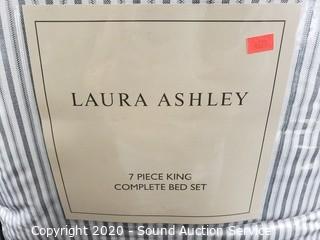 LAURA ASHLEY
7 PIECE KING
COMPLETE BED SET
Copyright 2020 - Sound Auction Service